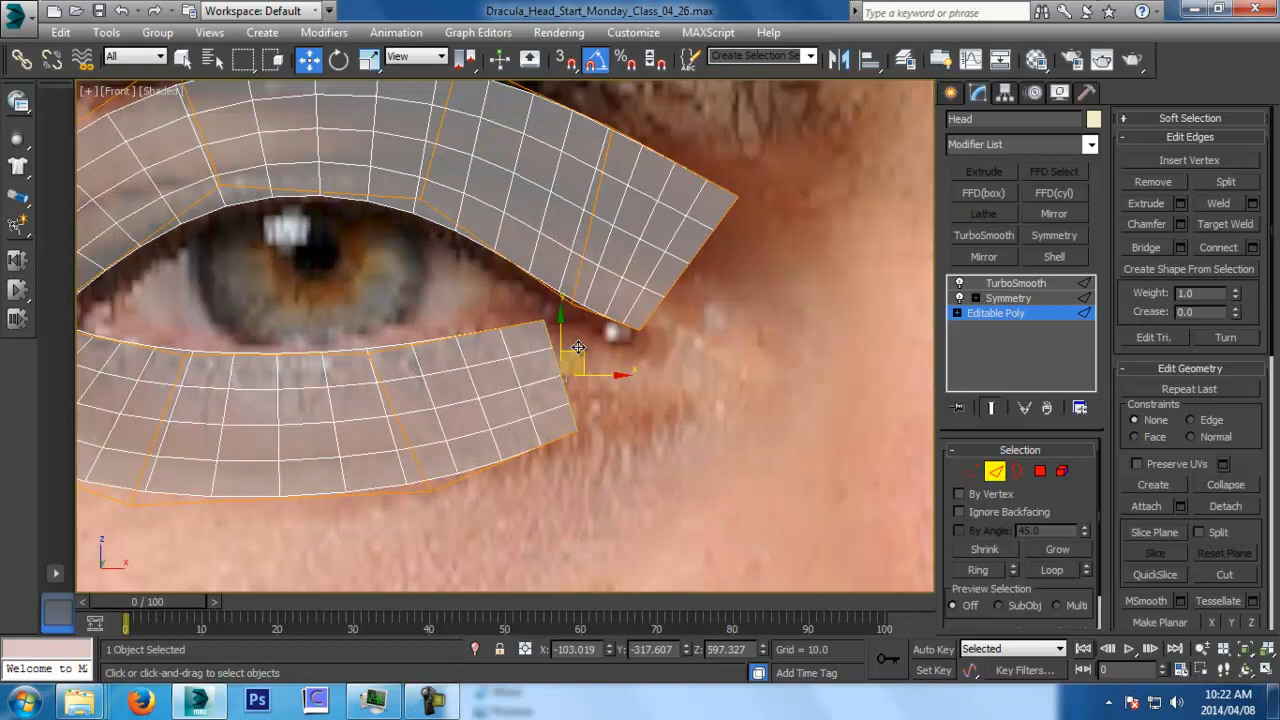 Workspace: Default
Dracula_Head_Start_Monday_Class_04_26.max
Type a keyword or phrase
Edit Tools Group Views Create Modifiers Animation Graph Editors Rendering Customize MAXScript Help
All
View
3
Create Selection Se
[+] [Front] [Shaded]
Head
Modifier List
Extrude FFD Select
FFD(box) FFD(cyl)
Lathe Mirror
TurboSmooth Symmetry
Mirror Shell
TurboSmooth
Symmetry
Editable Poly
Selection
By Vertex
Ignore Backfacing
By Angle: 45.0
Shrink Grow
Ring Loop
Preview Selection
Off SubObj Multi
Soft Selection
Edit Edges
Insert Vertex
Remove Split
Extrude Weld
Chamfer Target Weld
Bridge Connect
Create Shape From Selection
Weight: 1.0
Crease: 0.0
Edit Tri. Turn
Edit Geometry
Repeat Last
Constraints
None Edge
Face Normal
Preserve UVs
Create Collapse
Attach Detach
Slice Plane Split
Slice Reset Plane
QuickSlice Cut
MSmooth Tessellate
Make Planar X Y Z
y
x
z
x
0 / 100
0 10 20 30 40 50 60 70 80 90 100
1 Object Selected
X: -103.019 Y: -317.607 Z: 597.327 Grid = 10.0
Auto Key Selected
Welcome to M
Click or click-and-drag to select objects
Add Time Tag
Set Key Key Filters... 0
Ps
10:22 AM
2014/04/08